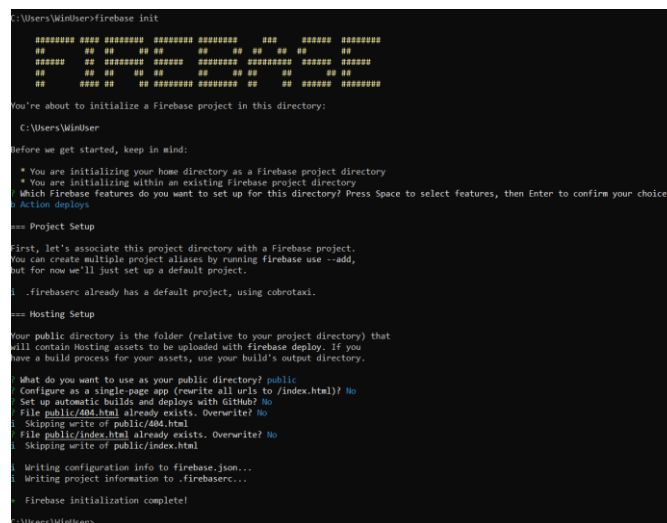 C:\Users\WinUser>firebase init
######## #### ######## ######## ######## ### ###### ########
## ## ## ## ## ## ## ## ## ## ##
###### ## ######## ###### ######## ######### ###### ######
## ## ## ## ## ## ## ## ## ## ##
## #### ## ## ######## ######## ## ## ###### ########
You're about to initialize a Firebase project in this directory:
C:\Users\WinUser
Before we get started, keep in mind:
* You are initializing your home directory as a Firebase project directory
* You are initializing within an existing Firebase project directory
? Which Firebase features do you want to set up for this directory? Press Space to select features, then Enter to confirm your choice
b Action deploys
=== Project Setup
First, let's associate this project directory with a Firebase project.
You can create multiple project aliases by running firebase use --add,
but for now we'll just set up a default project.
i .firebaserc already has a default project, using cobrotaxi.
=== Hosting Setup
Your public directory is the folder (relative to your project directory) that
will contain Hosting assets to be uploaded with firebase deploy. If you
have a build process for your assets, use your build's output directory.
? What do you want to use as your public directory? public
? Configure as a single-page app (rewrite all urls to /index.html)? No
? Set up automatic builds and deploys with GitHub? No
? File public/404.html already exists. Overwrite? No
i Skipping write of public/404.html
? File public/index.html already exists. Overwrite? No
i Skipping write of public/index.html
i Writing configuration info to firebase.json...
i Writing project information to .firebaserc...
+ Firebase initialization complete!
C:\Users\WinUser>